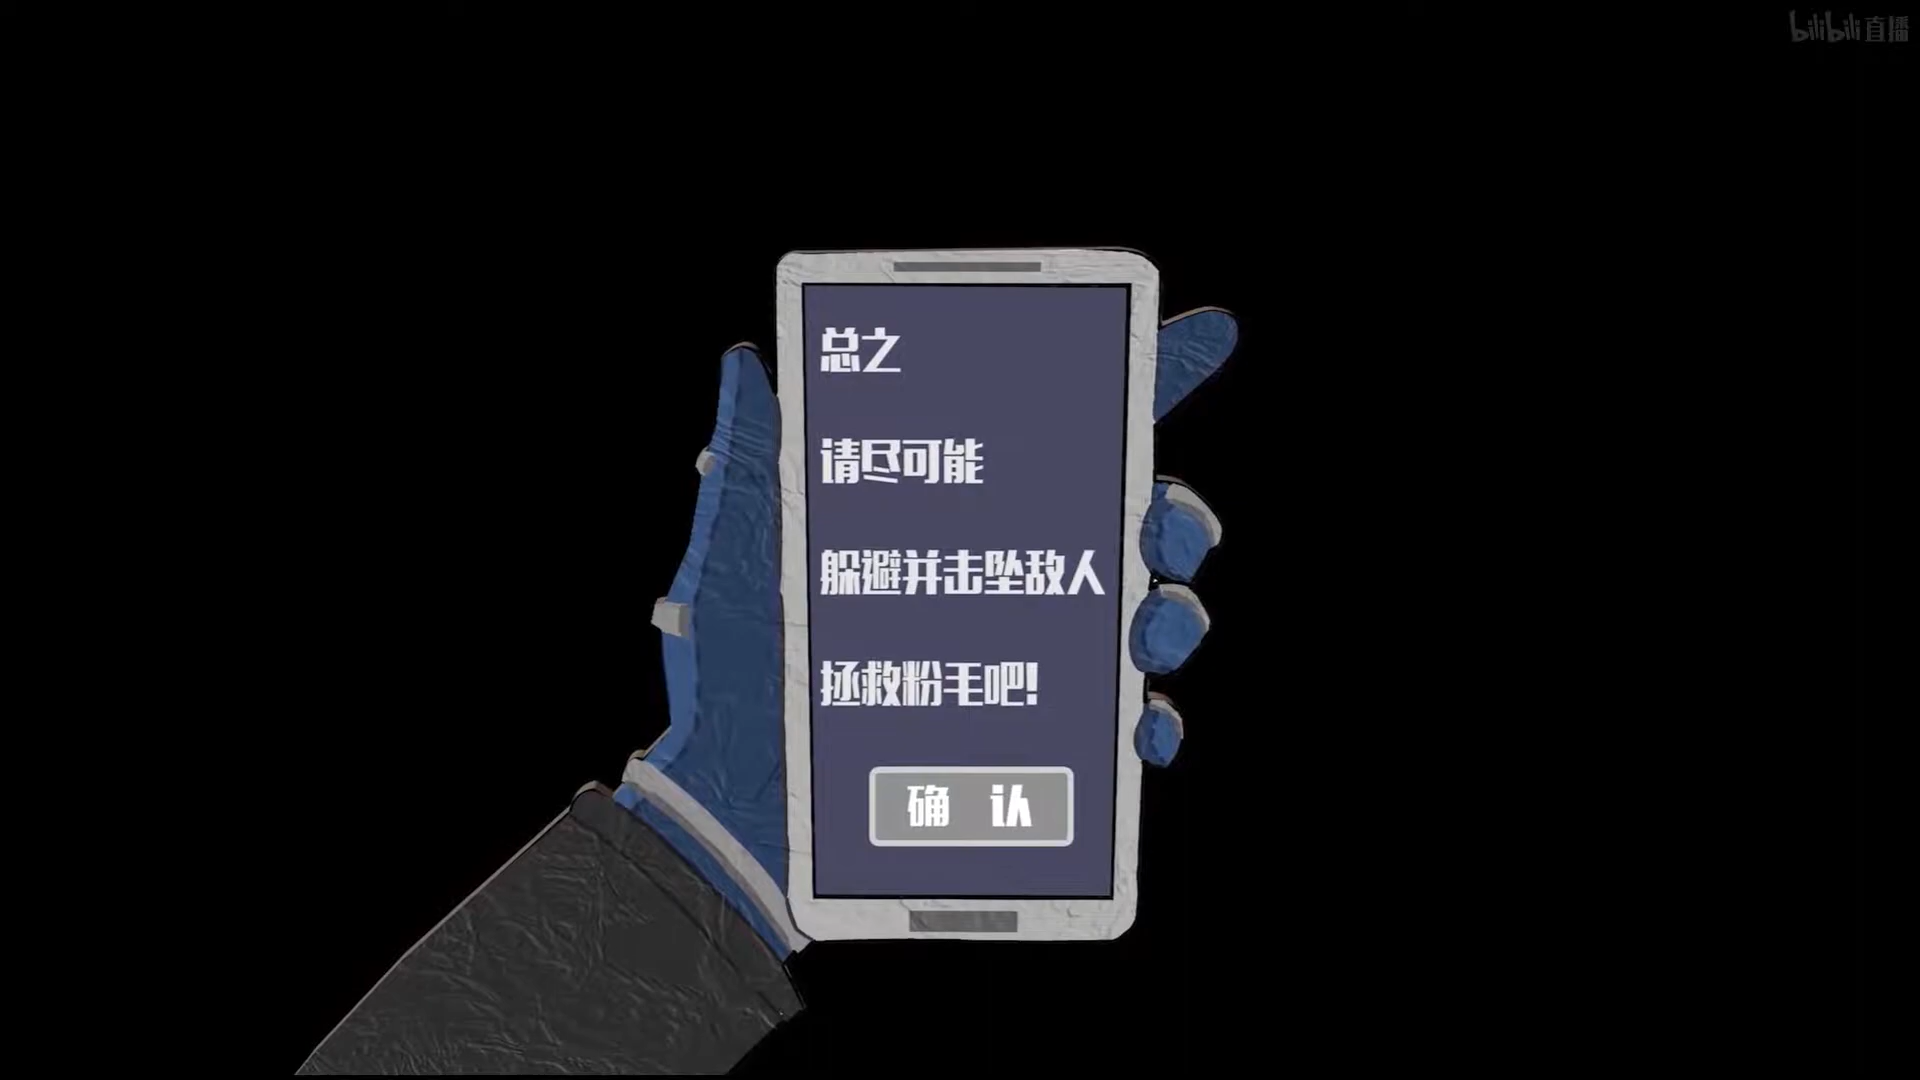 bilibili直播
总之
请尽可能
躲避并击坠敌人
拯救粉毛吧!
确 认